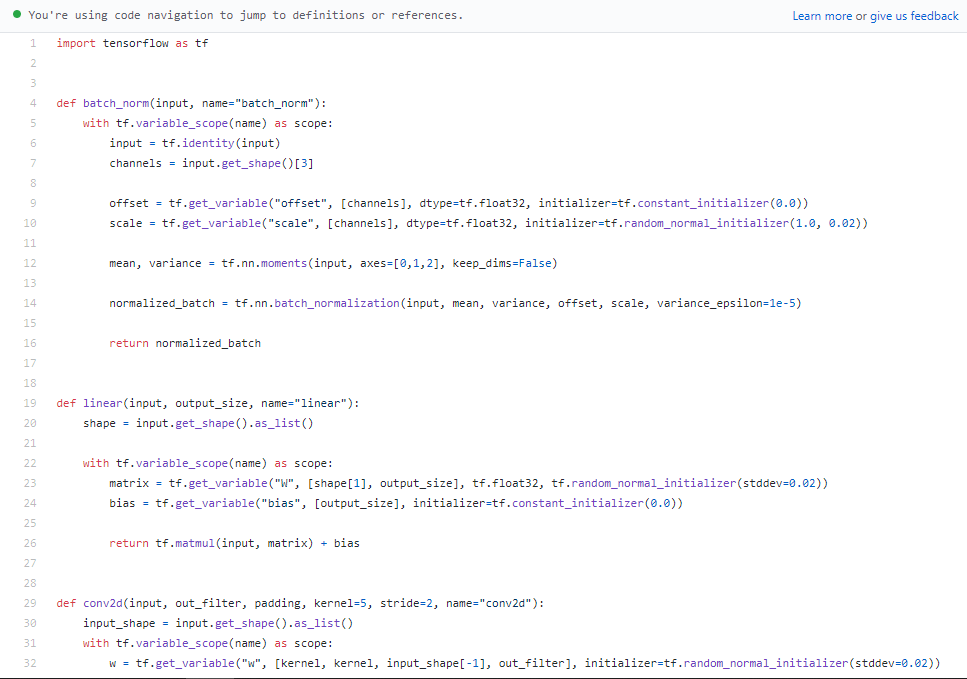 You're using code navigation to jump to definitions or references.    Learn more or give us feedback
1 import tensorflow as tf
2
3
4 def batch_norm(input, name="batch_norm"):
5     with tf.variable_scope(name) as scope:
6         input = tf.identity(input)
7         channels = input.get_shape()[3]
8
9         offset = tf.get_variable("offset", [channels], dtype=tf.float32, initializer=tf.constant_initializer(0.0))
10         scale = tf.get_variable("scale", [channels], dtype=tf.float32, initializer=tf.random_normal_initializer(1.0, 0.02))
11
12         mean, variance = tf.nn.moments(input, axes=[0,1,2], keep_dims=False)
13
14         normalized_batch = tf.nn.batch_normalization(input, mean, variance, offset, scale, variance_epsilon=1e-5)
15
16         return normalized_batch
17
18
19 def linear(input, output_size, name="linear"):
20     shape = input.get_shape().as_list()
21
22     with tf.variable_scope(name) as scope:
23         matrix = tf.get_variable("W", [shape[1], output_size], tf.float32, tf.random_normal_initializer(stddev=0.02))
24         bias = tf.get_variable("bias", [output_size], initializer=tf.constant_initializer(0.0))
25
26         return tf.matmul(input, matrix) + bias
27
28
29 def conv2d(input, out_filter, padding, kernel=5, stride=2, name="conv2d"):
30     input_shape = input.get_shape().as_list()
31     with tf.variable_scope(name) as scope:
32         w = tf.get_variable("w", [kernel, kernel, input_shape[-1], out_filter], initializer=tf.random_normal_initializer(stddev=0.02))